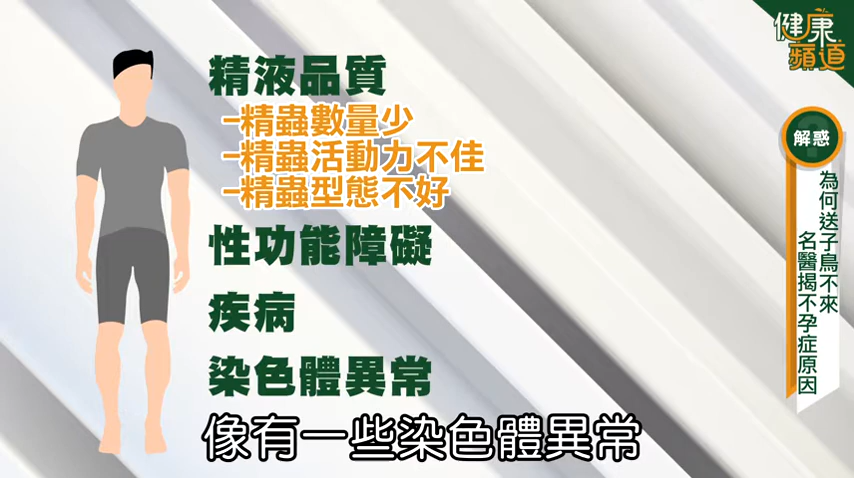 精液品質
-精蟲數量少
-精蟲活動力不佳
-精蟲型態不好
性功能障礙
疾病
染色體異常
像有一些染色體異常
健康
頻道
?
解惑
為何送子鳥不來
名醫揭不孕症原因